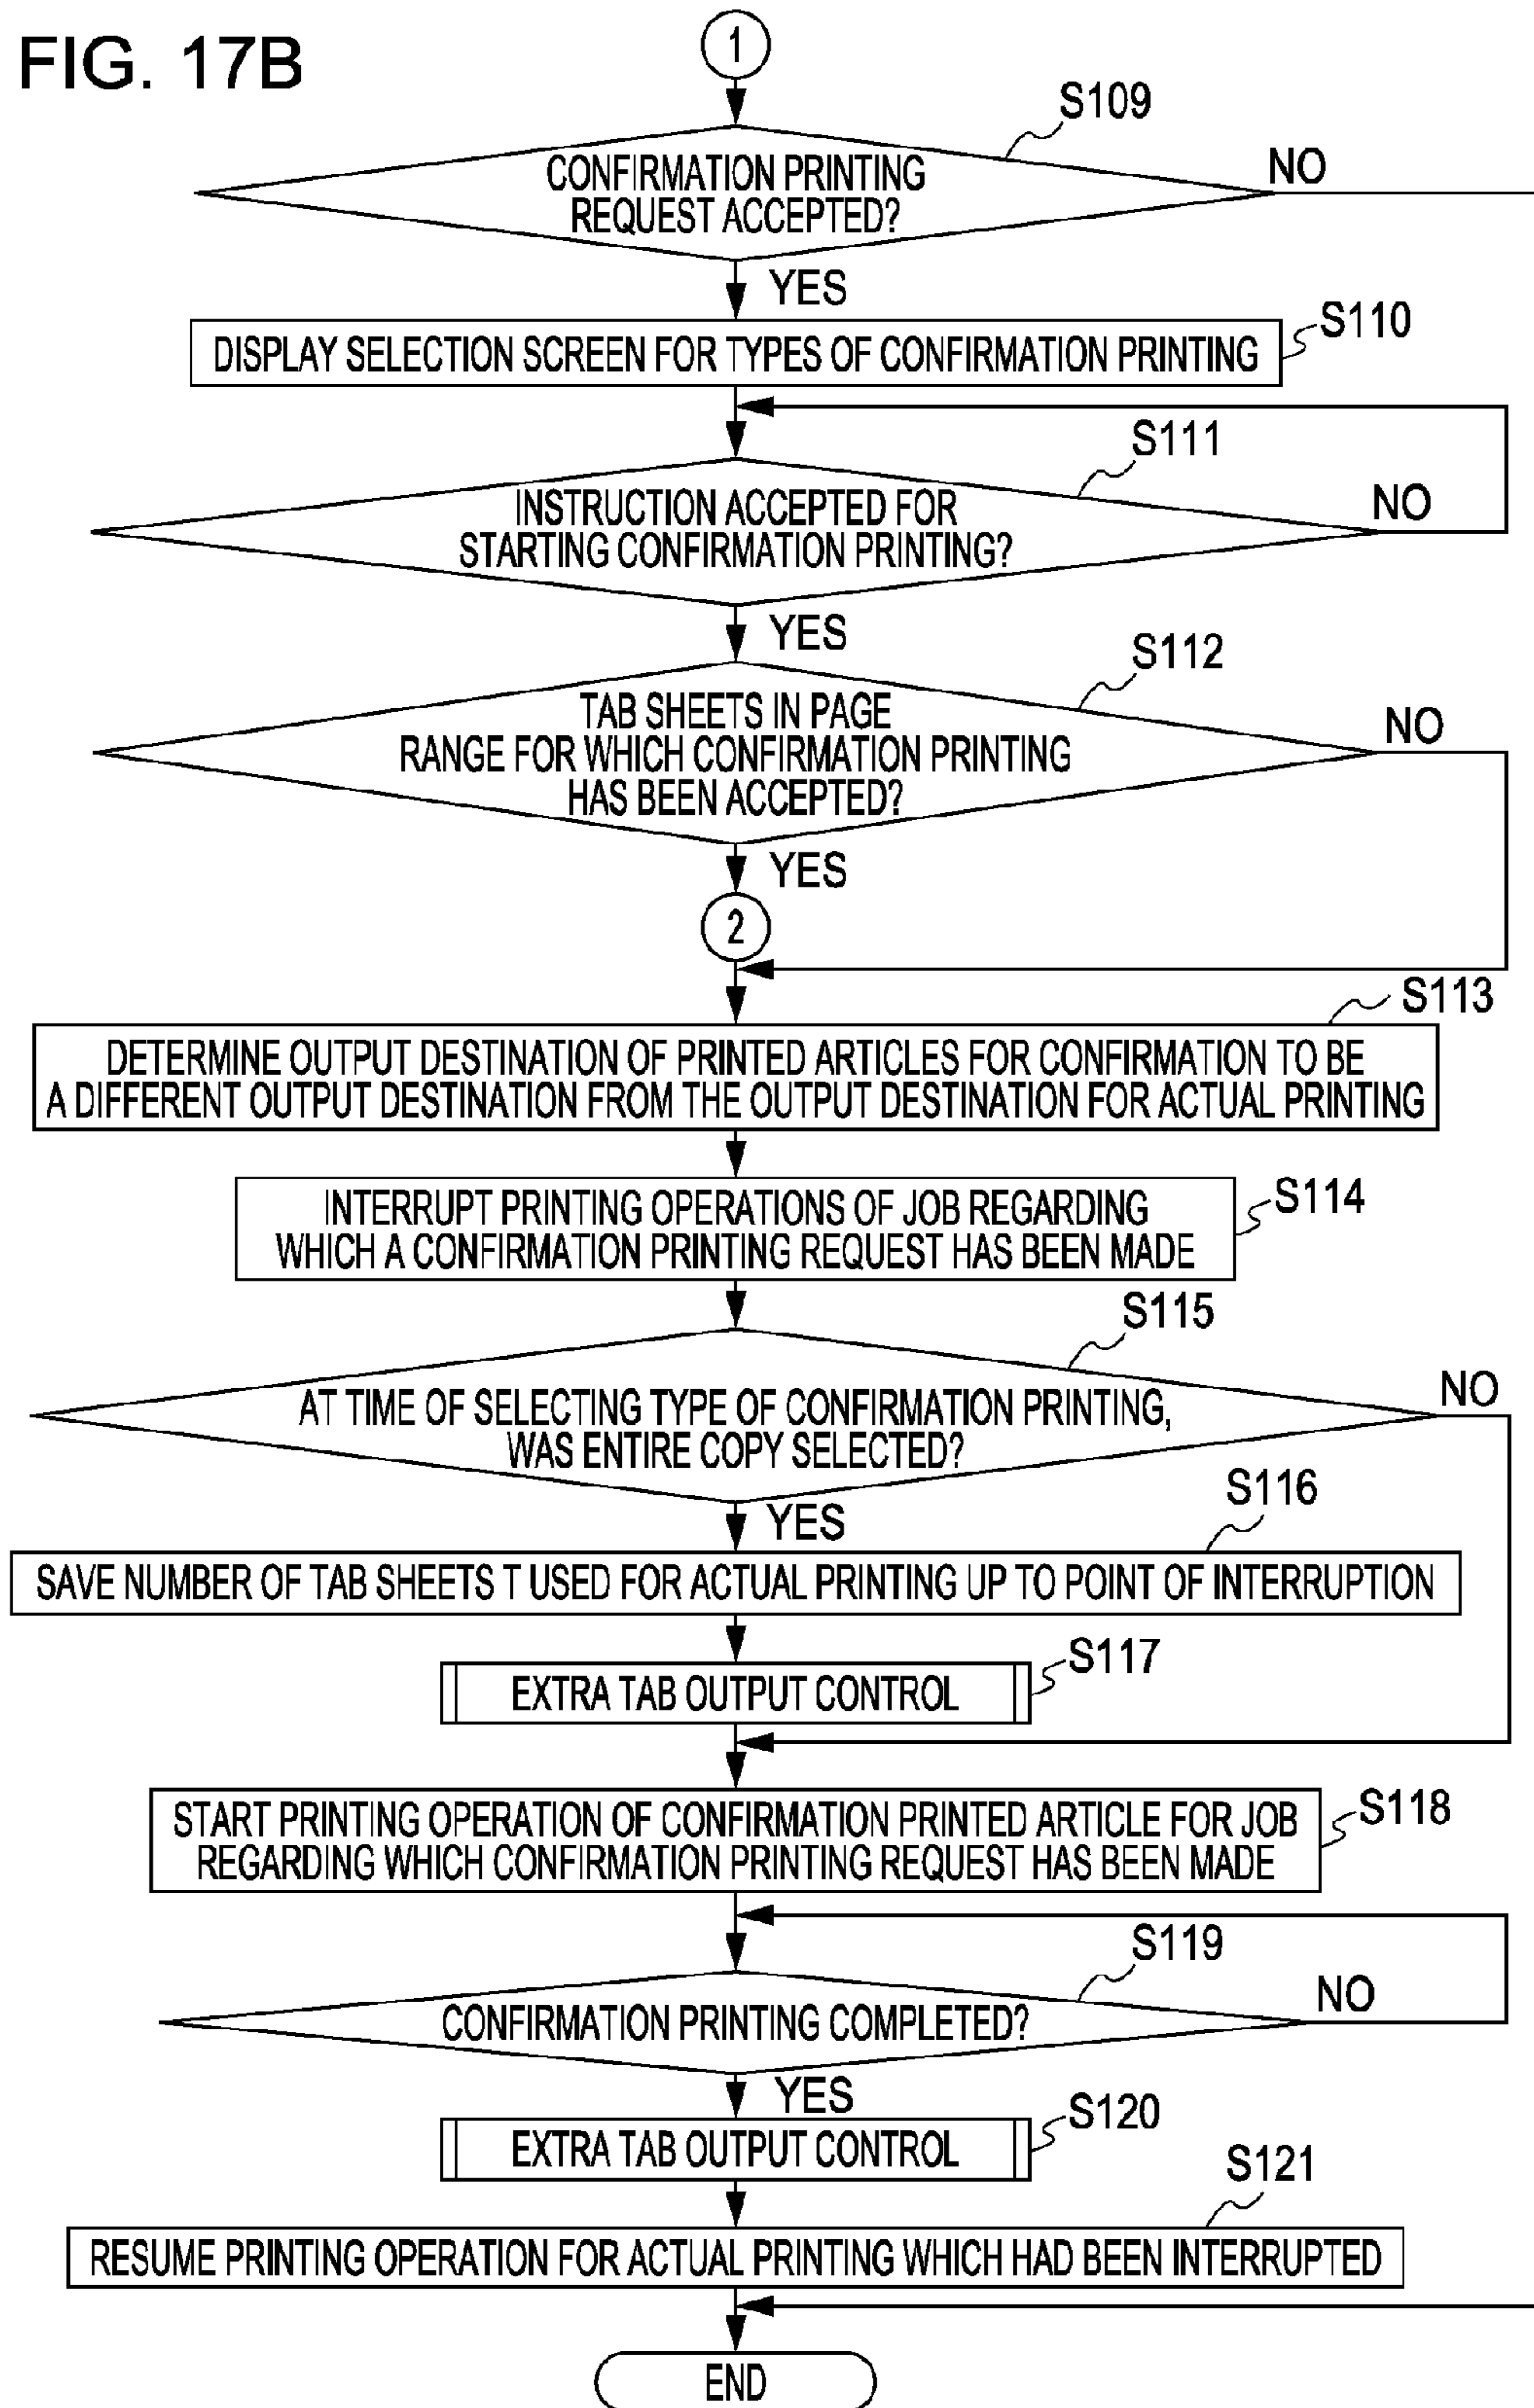 FIG. 17B
1
S109
CONFIRMATION PRINTING
REQUEST ACCEPTED?
NO
YES
S110
DISPLAY SELECTION SCREEN FOR TYPES OF CONFIRMATION PRINTING
S111
INSTRUCTION ACCEPTED FOR
STARTING CONFIRMATION PRINTING?
NO
YES
S112
TAB SHEETS IN PAGE
RANGE FOR WHICH CONFIRMATION PRINTING
HAS BEEN ACCEPTED?
NO
YES
2
S113
DETERMINE OUTPUT DESTINATION OF PRINTED ARTICLES FOR CONFIRMATION TO BE
A DIFFERENT OUTPUT DESTINATION FROM THE OUTPUT DESTINATION FOR ACTUAL PRINTING
S114
INTERRUPT PRINTING OPERATIONS OF JOB REGARDING
WHICH A CONFIRMATION PRINTING REQUEST HAS BEEN MADE
S115
AT TIME OF SELECTING TYPE OF CONFIRMATION PRINTING,
WAS ENTIRE COPY SELECTED?
NO
YES
S116
SAVE NUMBER OF TAB SHEETS T USED FOR ACTUAL PRINTING UP TO POINT OF INTERRUPTION
S117
EXTRA TAB OUTPUT CONTROL
S118
START PRINTING OPERATION OF CONFIRMATION PRINTED ARTICLE FOR JOB
REGARDING WHICH CONFIRMATION PRINTING REQUEST HAS BEEN MADE
S119
CONFIRMATION PRINTING COMPLETED?
NO
YES
S120
EXTRA TAB OUTPUT CONTROL
S121
RESUME PRINTING OPERATION FOR ACTUAL PRINTING WHICH HAD BEEN INTERRUPTED
END